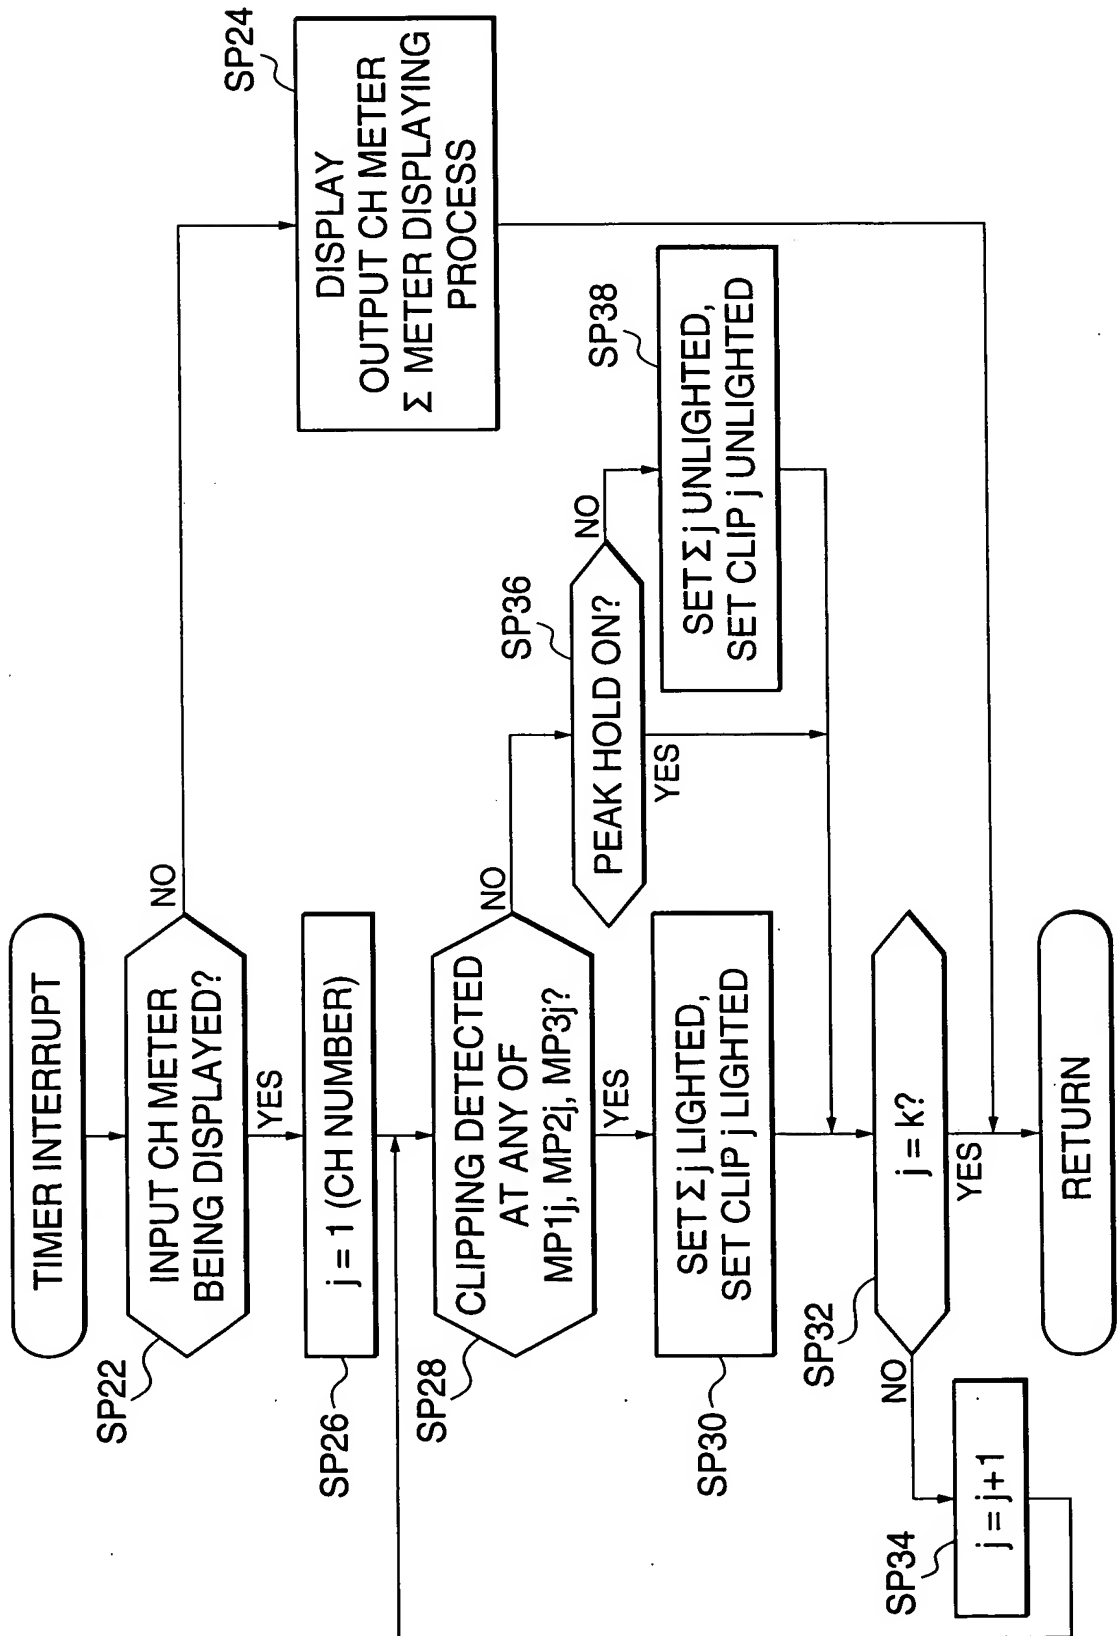 TIMER INTERRUPT
SP22
INPUT CH METER
BEING DISPLAYED?
NO
YES
SP24
DISPLAY
OUTPUT CH METER
Σ METER DISPLAYING
PROCESS
SP26
j = 1 (CH NUMBER)
SP28
CLIPPING DETECTED
AT ANY OF
MP1j, MP2j, MP3j?
NO
YES
SP36
PEAK HOLD ON?
NO
YES
SP38
SET Σ j UNLIGHTED,
SET CLIP j UNLIGHTED
SP30
SET Σ j LIGHTED,
SET CLIP j LIGHTED
SP32
j = k?
NO
YES
SP34
j = j+1
RETURN